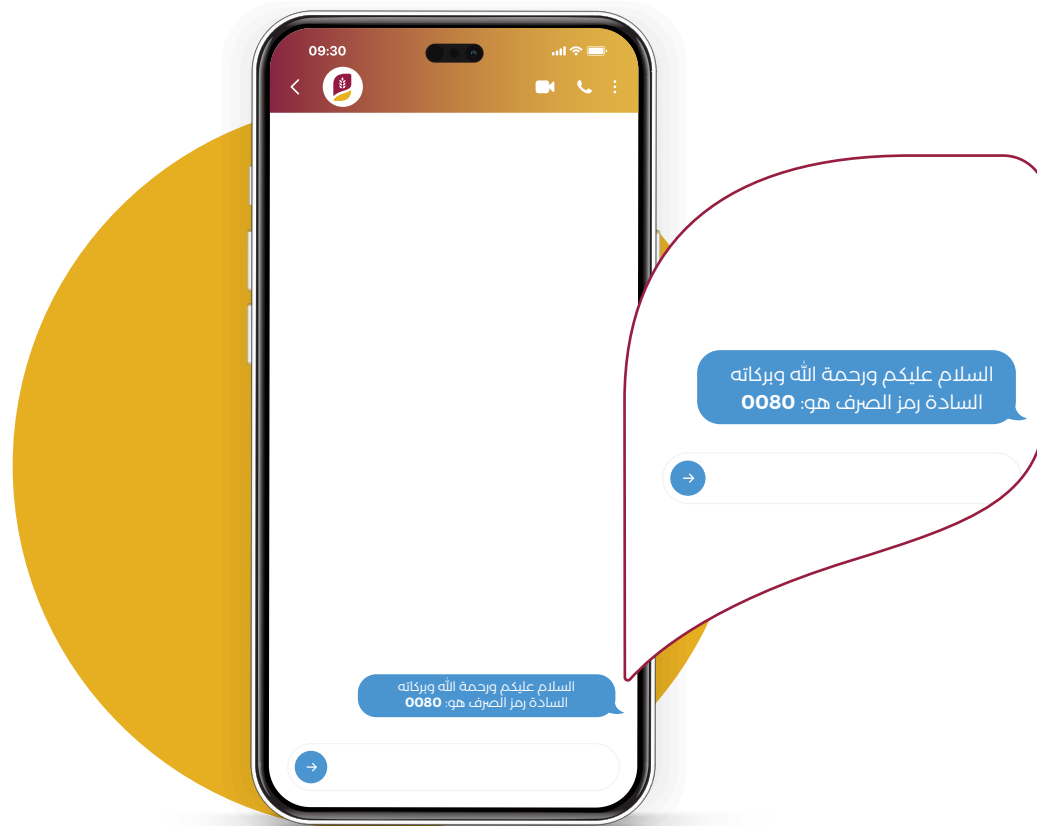 09:30
السلام عليكم ورحمة الله وبركاته
السادة رمز الصرف هو: 0080
السلام عليكم ورحمة الله وبركاته
السادة رمز الصرف هو: 0080